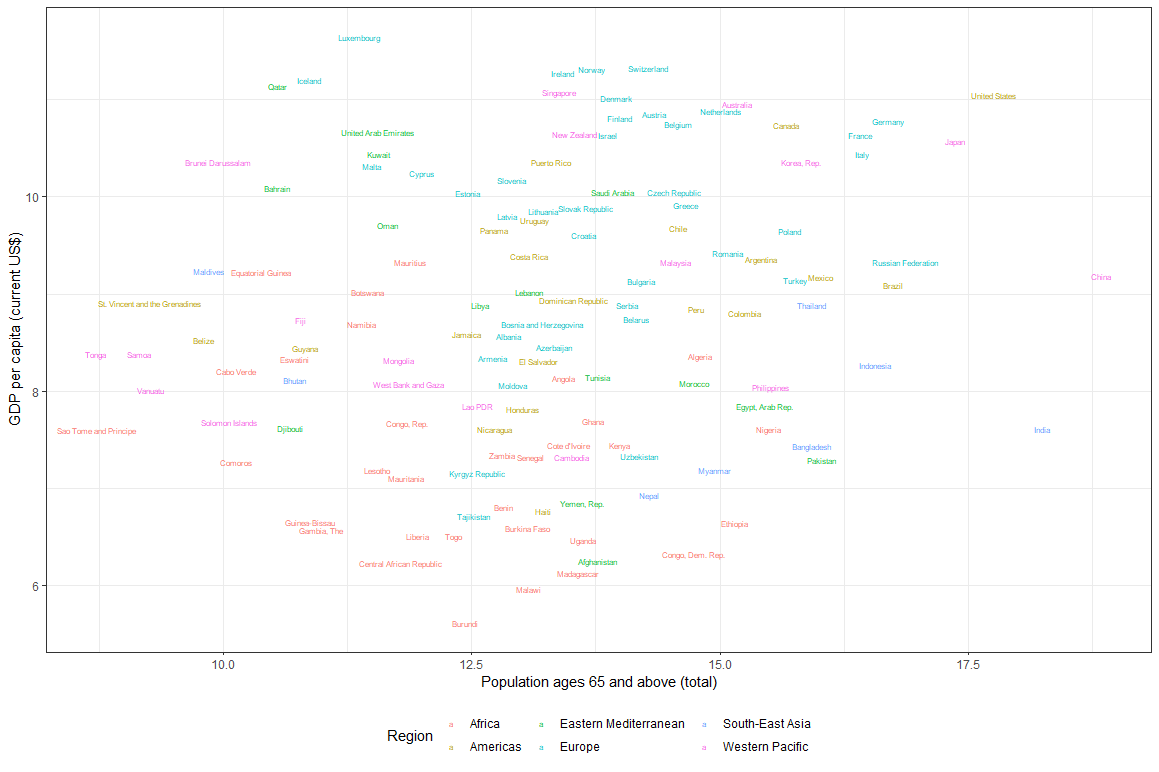 Luxembourg
Ireland Norway Switzerland
Iceland
Qatar
Singapore
Denmark
United States
Australia
Netherlands
Finland Austria
Belgium
Canada
Germany
United Arab Emirates
New Zealand Israel
France
Japan
Kuwait
Italy
Brunei Darussalam
Malta
Puerto Rico
Korea, Rep.
Cyprus
Slovenia
Bahrain
10
Estonia
Saudi Arabia
Czech Republic
Greece
Lithuania Slovak Republic
Latvia
Uruguay
Oman
Panama
Croatia
Chile
Poland
Costa Rica
Romania
Argentina
Mauritius
Malaysia
Russian Federation
Maldives Equatorial Guinea
China
Bulgaria
Turkey Mexico
Brazil
Botswana
Lebanon
St. Vincent and the Grenadines
Libya
Dominican Republic
Serbia
Peru
Thailand
Colombia
Fiji
Namibia
Bosnia and Herzegovina
Belarus
Jamaica
Albania
Belize
Guyana
Azerbaijan
Tonga Samoa
Eswatini
Mongolia
Armenia
El Salvador
Algeria
Indonesia
Cabo Verde
Bhutan
West Bank and Gaza
Moldova
Angola Tunisia
Morocco
Philippines
Vanuatu
8
Lao PDR
Honduras
Egypt, Arab Rep.
Solomon Islands
Djibouti
Congo, Rep.
Ghana
Sao Tome and Principe
Nicaragua
Nigeria
India
Cote d'Ivoire Kenya
Bangladesh
Zambia Senegal Cambodia
Uzbekistan
Comoros
Pakistan
Lesotho
Mauritania
Kyrgyz Republic
Myanmar
Nepal
Benin
Haiti
Yemen, Rep.
Tajikistan
Guinea-Bissau
Gambia, The
Burkina Faso
Ethiopia
Liberia Togo
Uganda
Congo, Dem. Rep.
Central African Republic
Afghanistan
Madagascar
6
Malawi
Burundi
GDP per capita (current US$)
10.0 12.5 15.0 17.5
Population ages 65 and above (total)
Region
a Africa a Eastern Mediterranean a South-East Asia
a Americas a Europe a Western Pacific